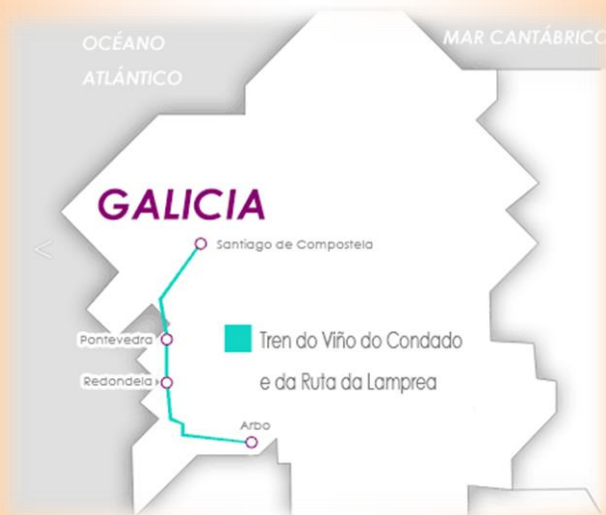 OCÉANO
ATLÁNTICO
MAR CANTÁBRICO
GALICIA
Santiago de Compostela
Pontevedra
Redondela
Arbo
Tren do Viño do Condado
e da Ruta da Lamprea